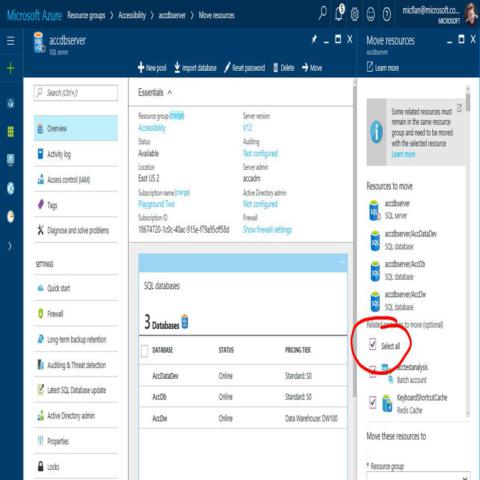 Microsoft Azure Resource groups > Accessibility > accdbserver > Move resources
5
micflan@microsoft.co...
MICROSOFT
accdbserver
SQL server
Search (Ctrl+/)
Overview
Activity log
Access control (IAM)
Tags
Diagnose and solve problems
SETTINGS
Quick start
Firewall
Long-term backup retention
Auditing & Threat detection
Latest SQL Database update
Active Directory admin
Properties
Locks
New pool
Import database
Reset password
Delete
Move
Essentials
Resource group (change)
Accessibility
Status
Available
Location
East US 2
Subscription name (change)
Playground Two
Subscription ID
Server version
V12
Auditing
Not configured
Server admin
accadm
Active Directory admin
Not configured
Firewall
Show firewall settings
SQL databases
3 Databases
DATABASE STATUS PRICING TIER
AccDataDev Online Standard: S0
AccDb Online Standard: S0
AccDw Online Data Warehouse: DW100
Move resources
accdbserver
Learn more
Some related resources must
remain in the same resource
group and need to be moved
with the selected resource
Learn more
Resources to move
accdbserver
SQL server
accdbserver/AccDataDev
SQL database
accdbserver/AccDb
SQL database
accdbserver/AccDw
SQL database
Related resources to move (optional)
Select all
acctestanalysis
Batch account
KeyboardShortcutCache
Redis Cache
Move these resources to
* Resource group